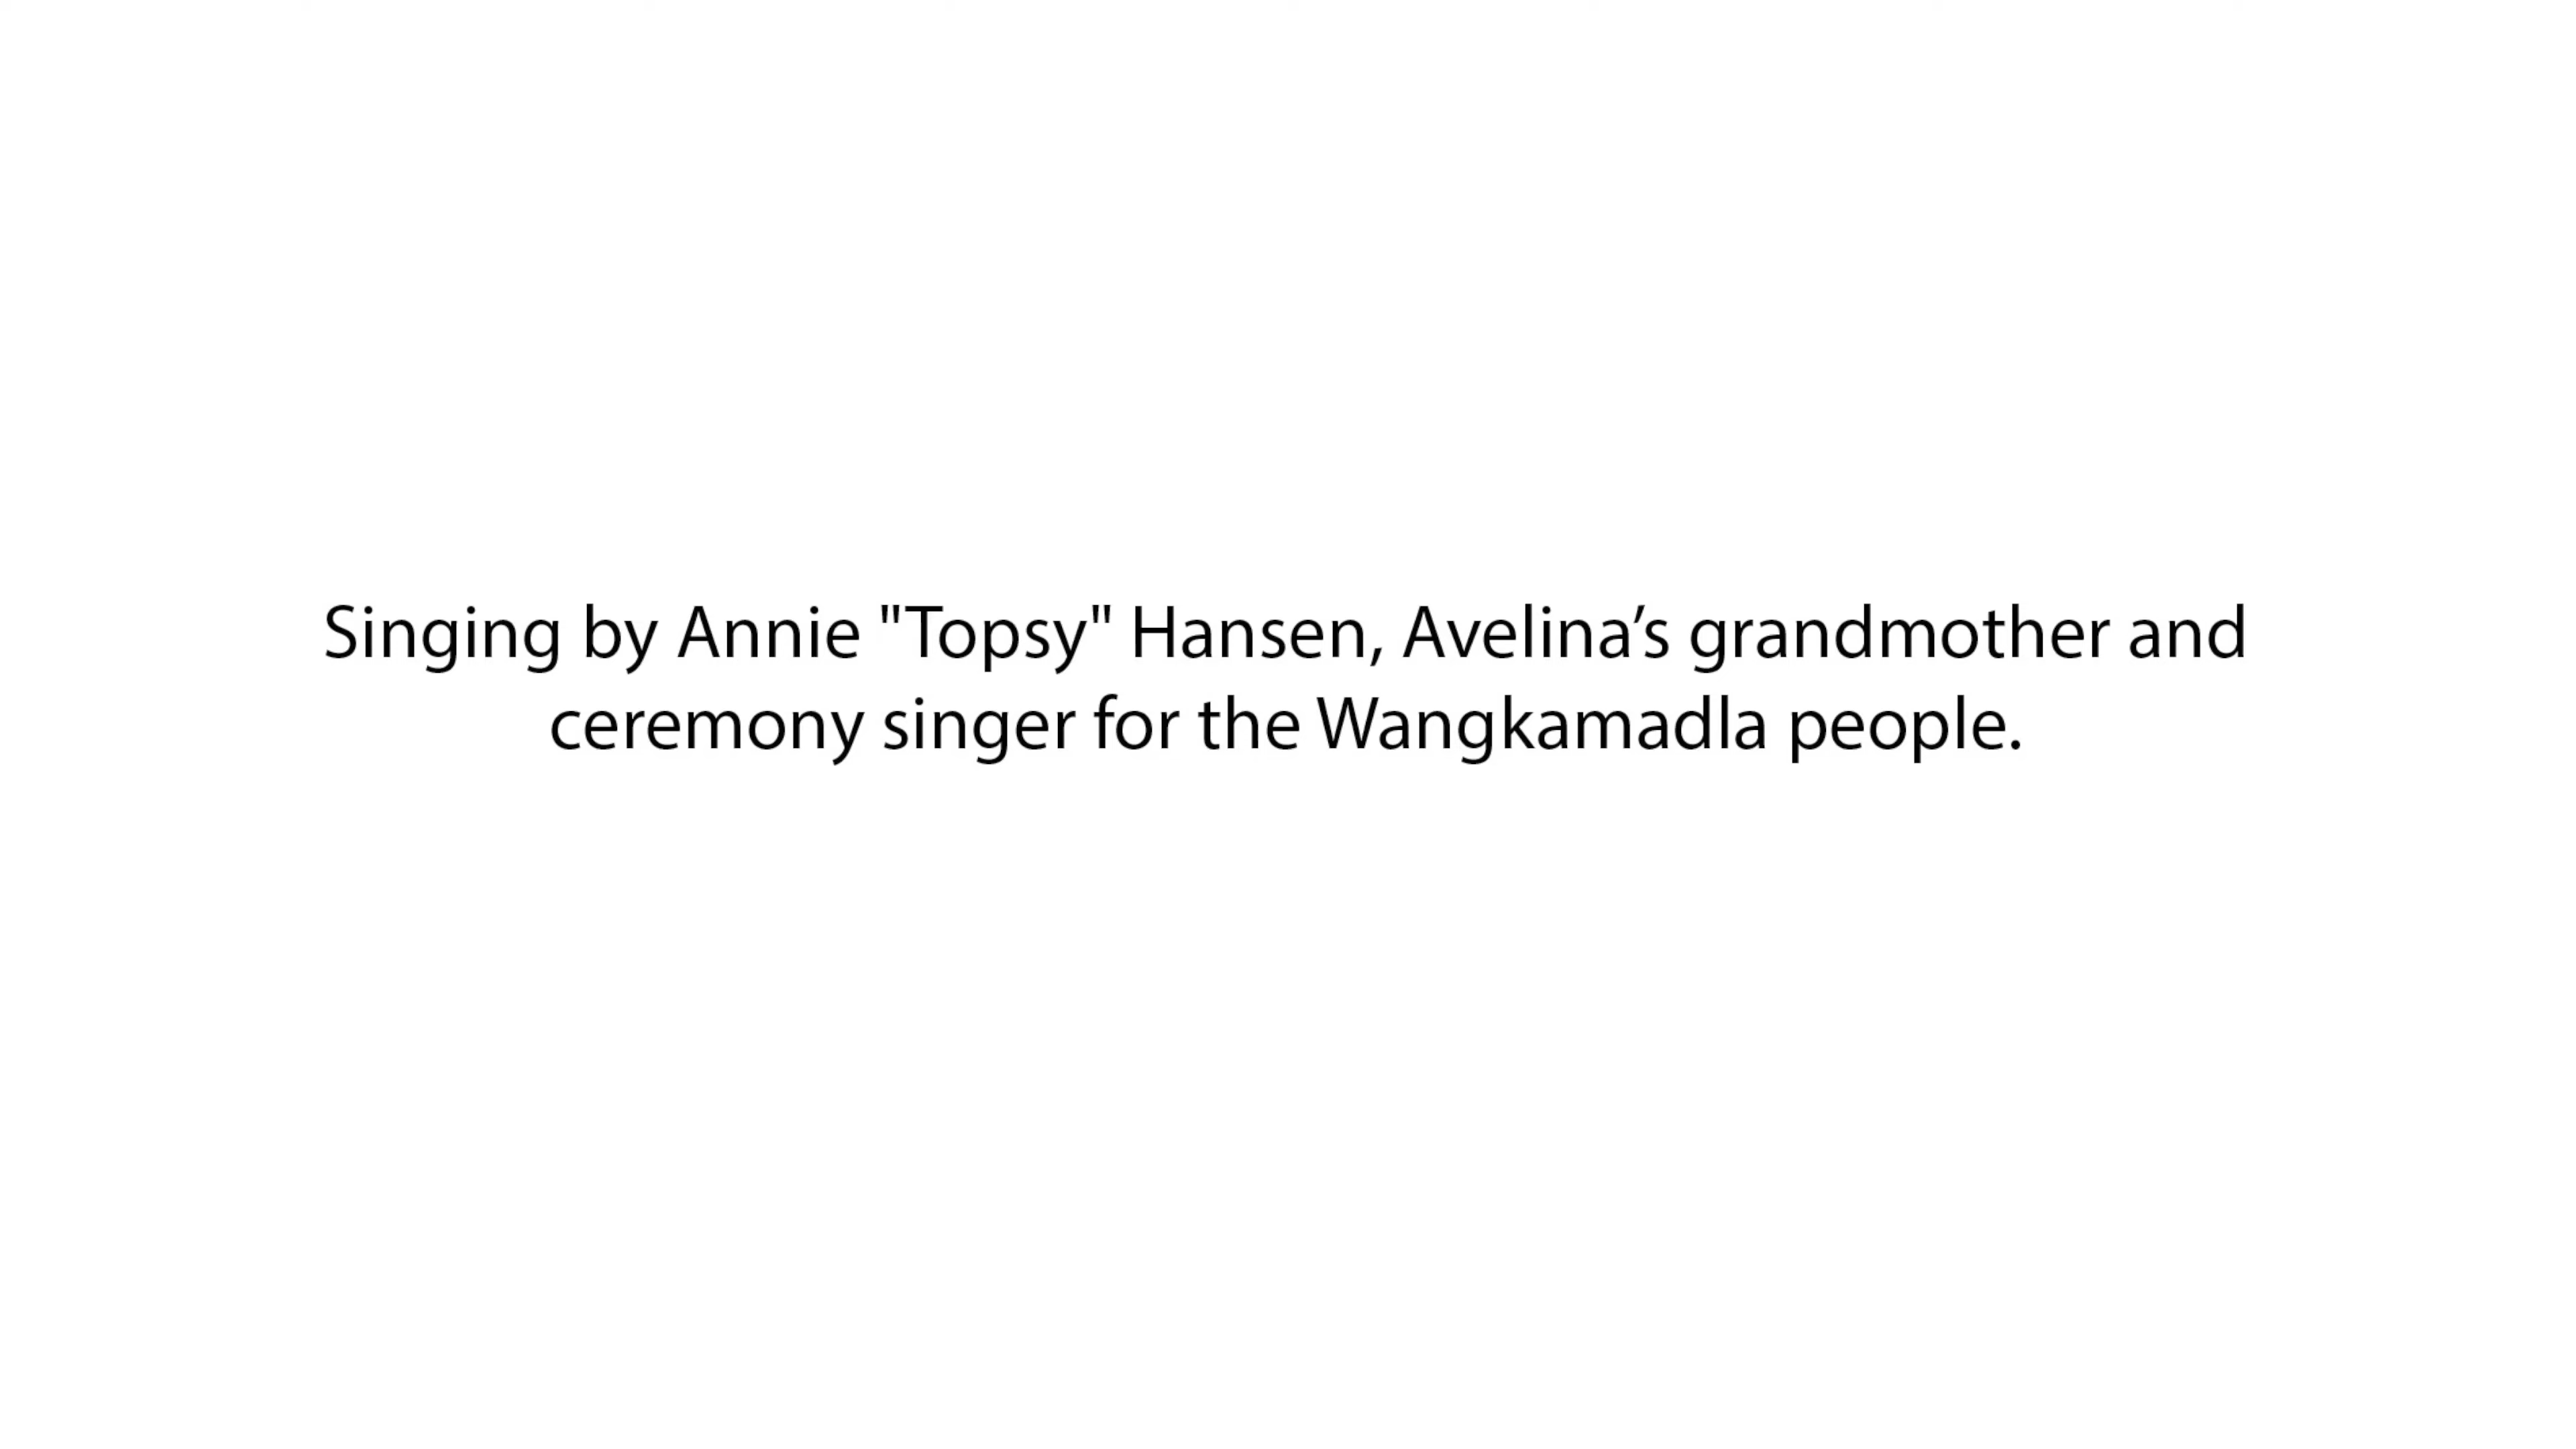 Singing by Annie "Topsy" Hansen, Avelina’s grandmother and
ceremony singer for the Wangkamadla people.